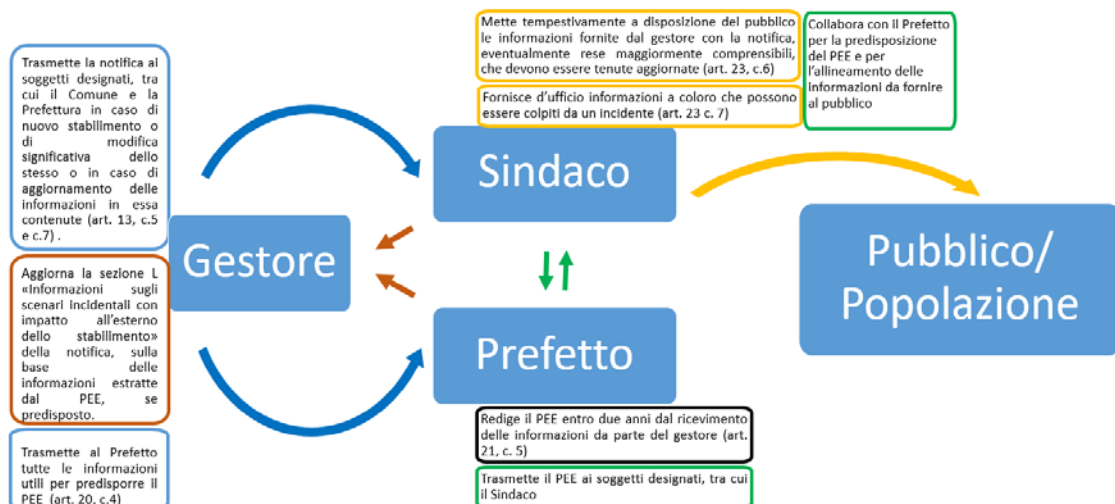 Trasmette la notifica ai
soggetti designati, tra
cui il Comune e la
Prefettura in caso di
nuovo stabilimento o
di modifica
significativa dello
stesso o in caso di
aggiornamento delle
informazioni in essa
contenute (art. 13, c.5
e c.7) .
Aggiorna la sezione L
«Informazioni sugli
scenari incidentali con
impatto all'esterno
dello stabilimento»
della notifica, sulla
base delle
informazioni estratte
dal PEE, se
predisposto.
Trasmette al Prefetto
tutte le informazioni
utili per predisporre il
PEE (art. 20, c.4)
Gestore
Mette tempestivamente a disposizione del pubblico
le informazioni fornite dal gestore con la notifica,
eventualmente rese maggiormente comprensibili,
che devono essere tenute aggiornate (art. 23, c.6)
Fornisce d'ufficio informazioni a coloro che possono
essere colpiti da un incidente (art. 23 c. 7)
Collabora con il Prefetto
per la predisposizione
del PEE e per
l'allineamento delle
informazioni da fornire
al pubblico
Sindaco
Prefetto
Redige il PEE entro due anni dal ricevimento
delle informazioni da parte del gestore (art.
21, c. 5)
Trasmette il PEE ai soggetti designati, tra cui
il Sindaco
Pubblico/
Popolazione